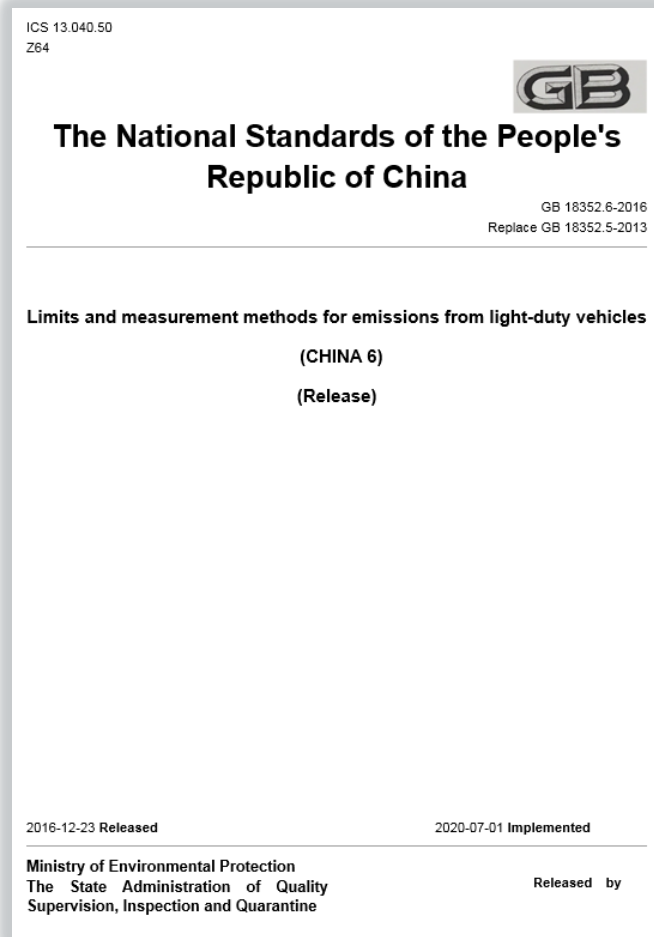 ICS 13.040.50
Z64
GB
The National Standards of the People's
Republic of China
GB 18352.6-2016
Replace GB 18352.5-2013
Limits and measurement methods for emissions from light-duty vehicles
(CHINA 6)
(Release)
2016-12-23 Released 2020-07-01 Implemented
Ministry of Environmental Protection
The State Administration of Quality
Supervision, Inspection and Quarantine
Released by